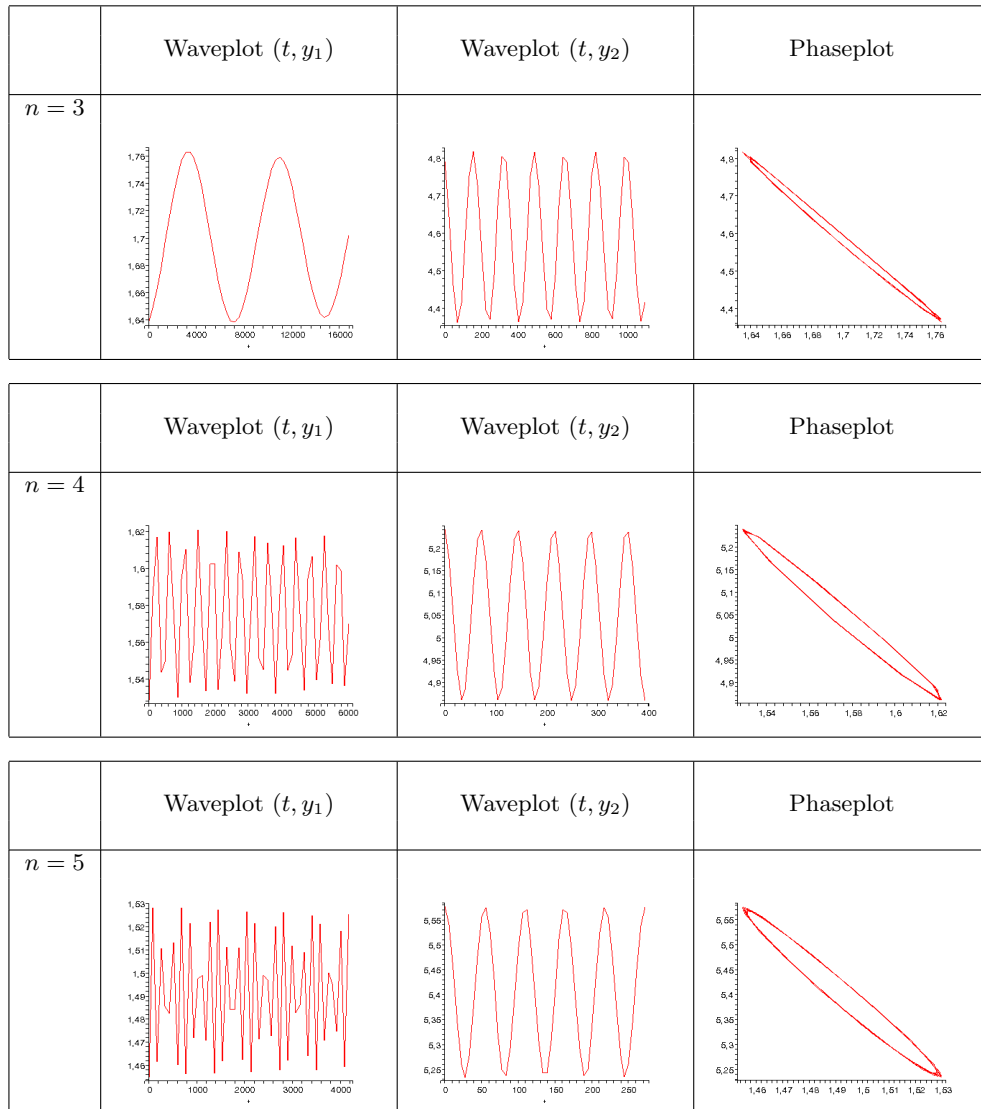 Waveplot (t, y₁) Waveplot (t, y₂) Phaseplot
n = 3
1,76
1,74
1,72
1,7
1,68
1,66
1,64
0 4000 8000 12000 16000
t
4,8
4,7
4,6
4,5
4,4
0 200 400 600 800 1000
t
4,8
4,7
4,6
4,5
4,4
1,64 1,66 1,68 1,7 1,72 1,74 1,76
Waveplot (t, y₁) Waveplot (t, y₂) Phaseplot
n = 4
1,62
1,6
1,58
1,56
1,54
0 1000 2000 3000 4000 5000 6000
t
5,2
5,15
5,1
5,05
5
4,95
4,9
0 100 200 300 400
t
5,2
5,15
5,1
5,05
5
4,95
4,9
1,54 1,56 1,58 1,6 1,62
Waveplot (t, y₁) Waveplot (t, y₂) Phaseplot
n = 5
1,53
1,52
1,51
1,5
1,49
1,48
1,47
1,46
0 1000 2000 3000 4000
t
5,55
5,5
5,45
5,4
5,35
5,3
5,25
0 50 100 150 200 250
t
5,55
5,5
5,45
5,4
5,35
5,3
5,25
1,46 1,47 1,48 1,49 1,5 1,51 1,52 1,53